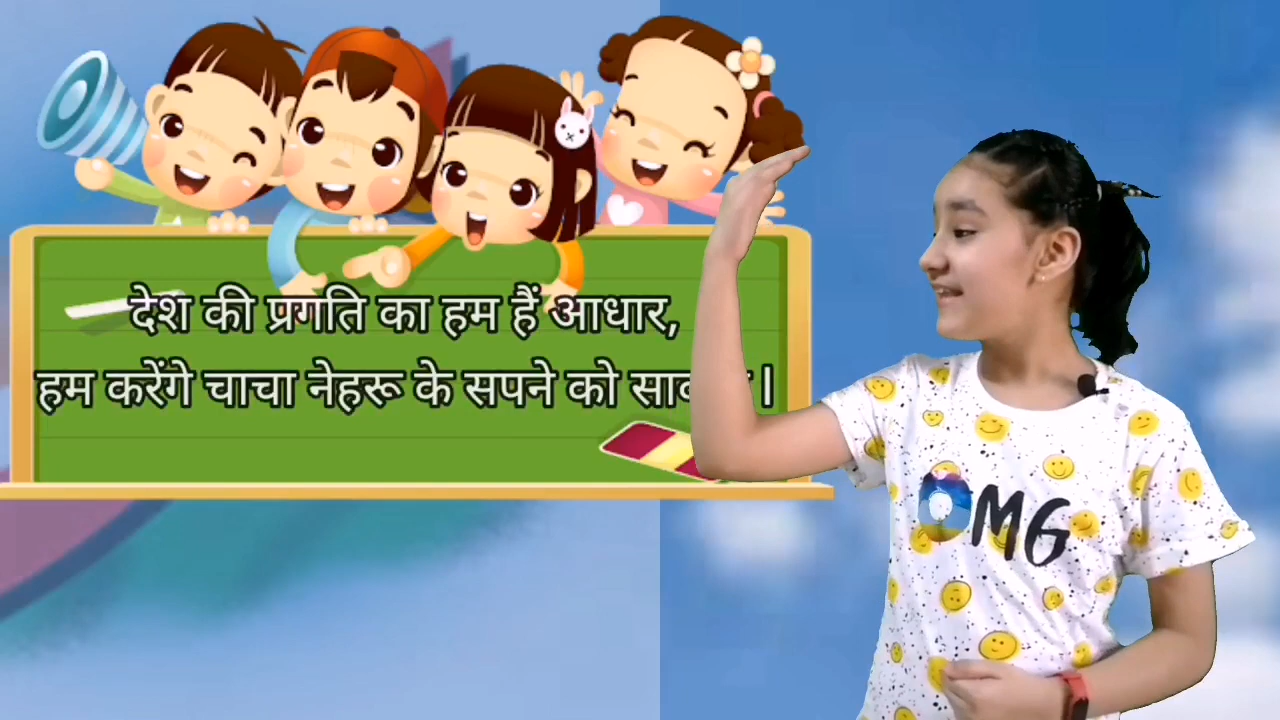 देश की प्रगति का हम हैं आधार,
हम करेंगे चाचा नेहरू के सपने को |
OMG